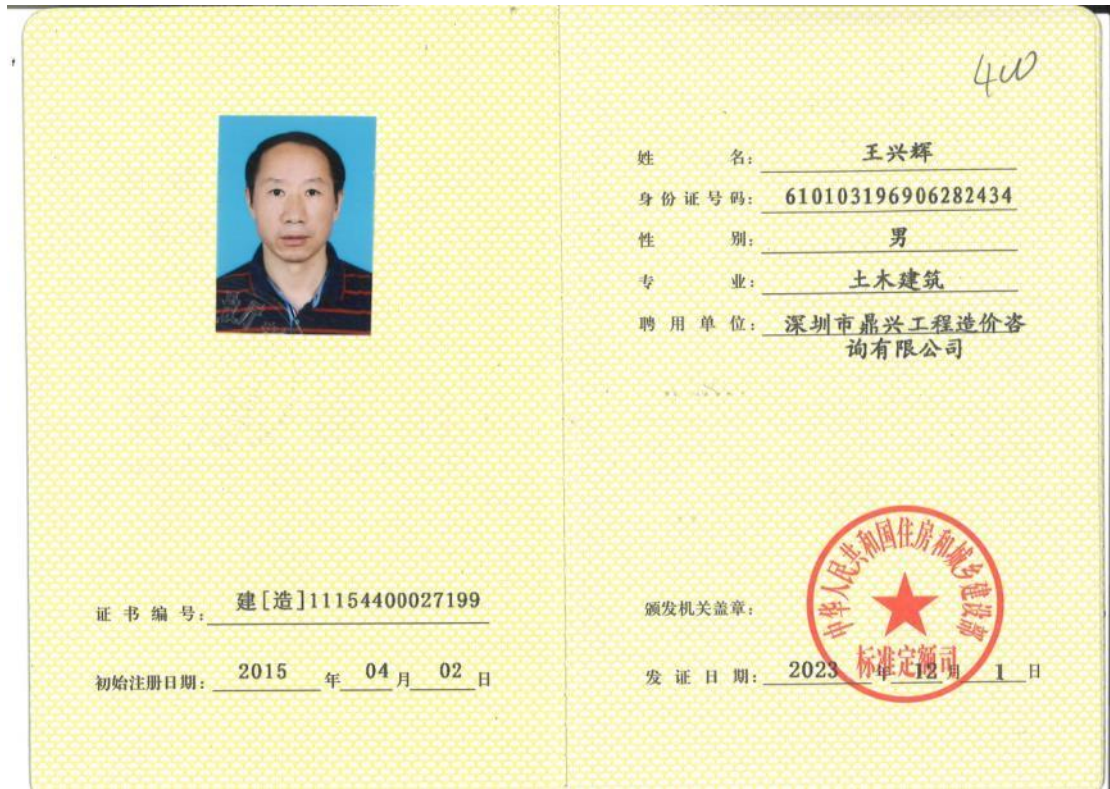 建[造]11154400027199
证书编号:
初始注册日期: 2015 年 04 月 02 日
400
姓名: 王兴辉
身份证号码: 610103196906282434
性别: 男
专业: 土木建筑
聘用单位: 深圳市鼎兴工程造价咨
询有限公司
中华人民共和国住房和城乡建设部
标准定额司
颁发机关盖章:
发证日期: 2023 年 12 月 1 日